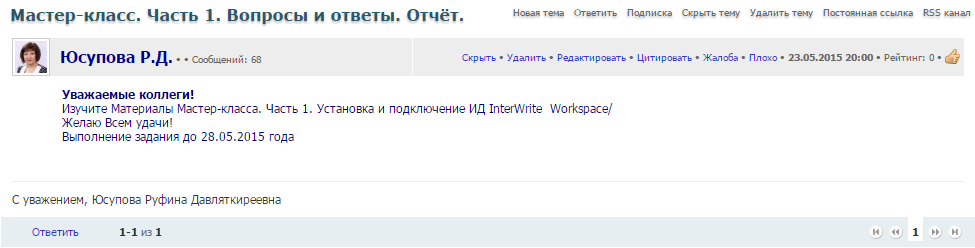 Мастер-класс. Часть 1. Вопросы и ответы. Отчёт.
Новая тема Ответить Подписка Скрыть тему Удалить тему Постоянная ссылка RSS канал
Юсупова Р.Д. • • Сообщений: 68
Скрыть • Удалить • Редактировать • Цитировать • Жалоба • Плохо • 23.05.2015 20:00 • Рейтинг: 0 •
Уважаемые коллеги!
Изучите Материалы Мастер-класса. Часть 1. Установка и подключение ИД InterWrite Workspace/
Желаю Всем удачи!
Выполнение задания до 28.05.2015 года
С уважением, Юсупова Руфина Давляткиреевна
Ответить 1-1 из 1 1